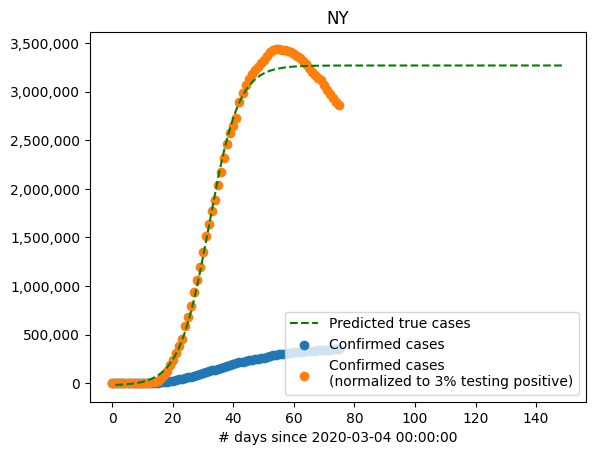 NY
3,500,000
3,000,000
2,500,000
2,000,000
1,500,000
1,000,000
500,000
0
Predicted true cases
Confirmed cases
Confirmed cases
(normalized to 3% testing positive)
0 20 40 60 80 100 120 140
# days since 2020-03-04 00:00:00